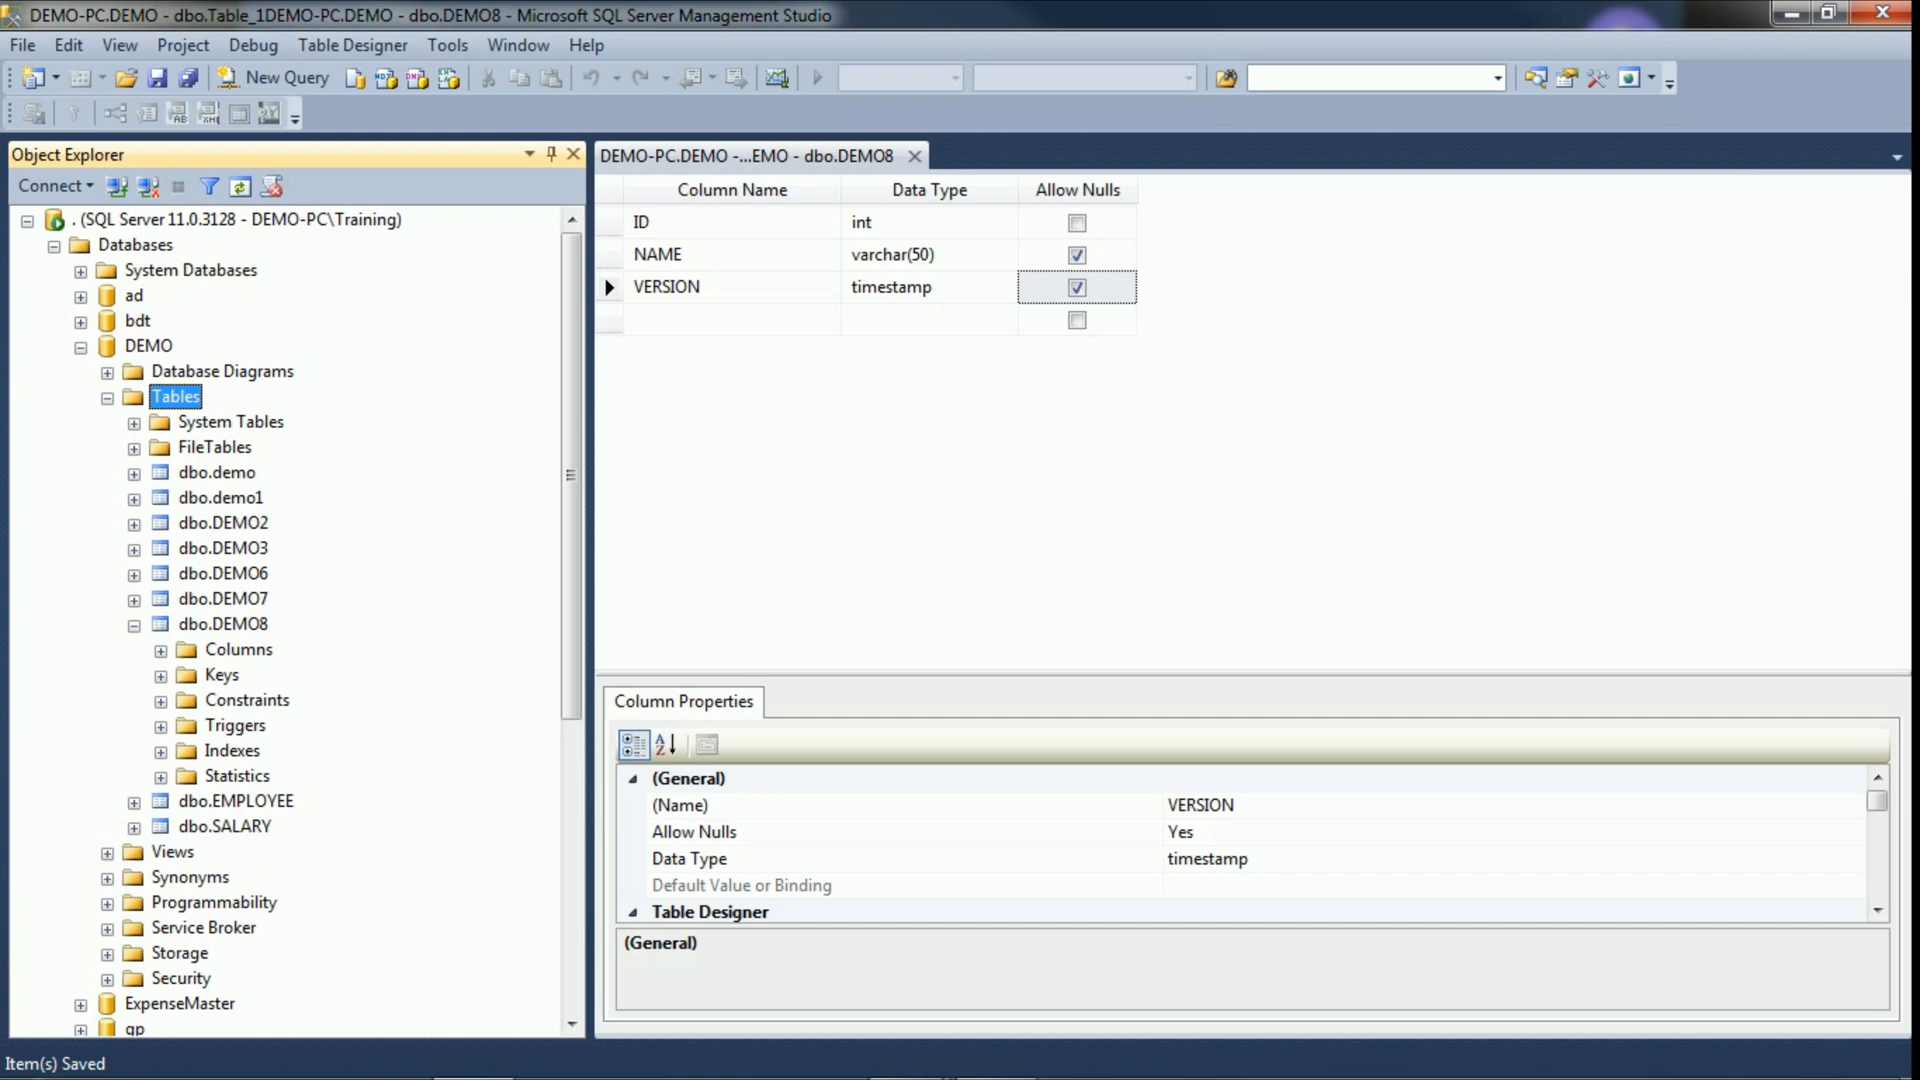 DEMO-PC.DEMO - dbo.Table_1DEMO-PC.DEMO - dbo.DEMO8 - Microsoft SQL Server Management Studio
File Edit View Project Debug Table Designer Tools Window Help
New Query
Object Explorer
Connect
. (SQL Server 11.0.3128 - DEMO-PC\Training)
Databases
System Databases
ad
bdt
DEMO
Database Diagrams
Tables
System Tables
FileTables
dbo.demo
dbo.demo1
dbo.DEMO2
dbo.DEMO3
dbo.DEMO6
dbo.DEMO7
dbo.DEMO8
Columns
Keys
Constraints
Triggers
Indexes
Statistics
dbo.EMPLOYEE
dbo.SALARY
Views
Synonyms
Programmability
Service Broker
Storage
Security
ExpenseMaster
gp
DEMO-PC.DEMO -...EMO - dbo.DEMO8
Column Name Data Type Allow Nulls
ID int
NAME varchar(50)
VERSION timestamp
Column Properties
(General)
(Name) VERSION
Allow Nulls Yes
Data Type timestamp
Default Value or Binding
Table Designer
(General)
Item(s) Saved